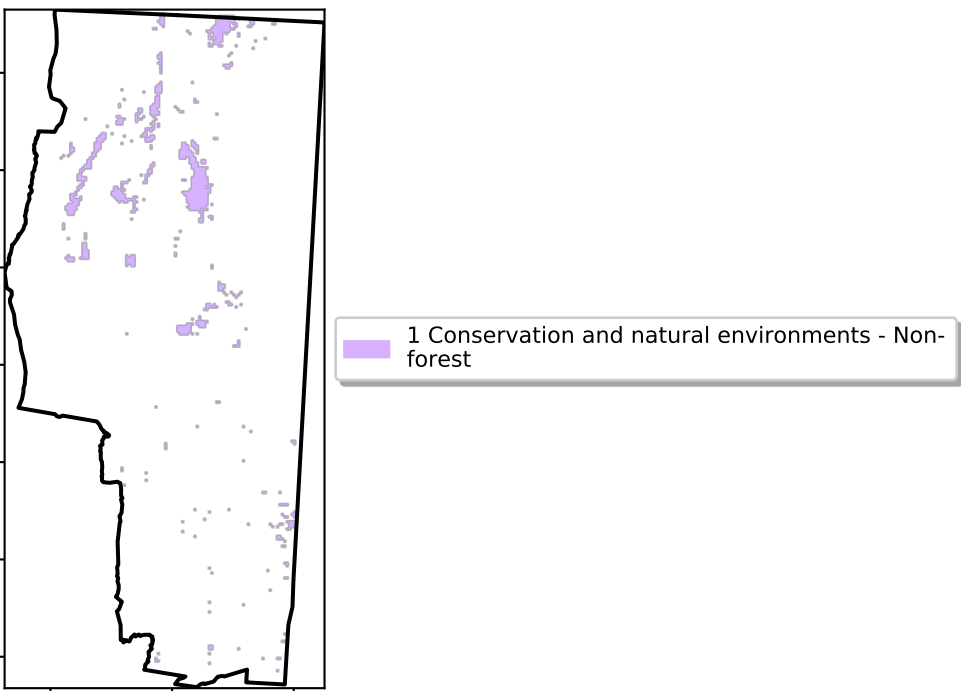 1 Conservation and natural environments - Non-
forest